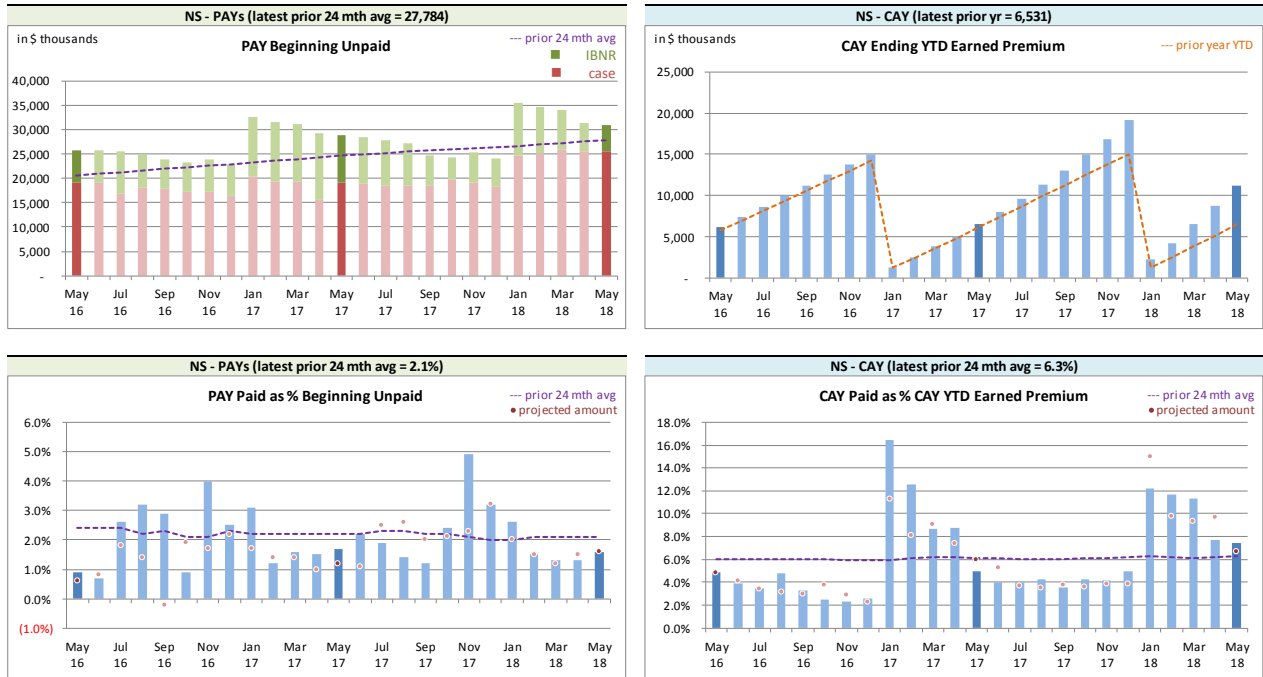 NS - PAYs (latest prior 24 mth avg = 27,784)
in $ thousands
PAY Beginning Unpaid
--- prior 24 mth avg
IBNR
case
40,000
35,000
30,000
25,000
20,000
15,000
10,000
5,000
-
May Jul Sep Nov Jan Mar May Jul Sep Nov Jan Mar May
16 16 16 16 17 17 17 17 17 17 18 18 18
NS - CAY (latest prior yr = 6,531)
in $ thousands
CAY Ending YTD Earned Premium
--- prior year YTD
25,000
20,000
15,000
10,000
5,000
-
May Jul Sep Nov Jan Mar May Jul Sep Nov Jan Mar May
16 16 16 16 17 17 17 17 17 17 18 18 18
NS - PAYs (latest prior 24 mth avg = 2.1%)
PAY Paid as % Beginning Unpaid
--- prior 24 mth avg
projected amount
6.0%
5.0%
4.0%
3.0%
2.0%
1.0%
0.0%
(1.0%)
May Jul Sep Nov Jan Mar May Jul Sep Nov Jan Mar May
16 16 16 16 17 17 17 17 17 17 18 18 18
NS - CAY (latest prior 24 mth avg = 6.3%)
CAY Paid as % CAY YTD Earned Premium
--- prior 24 mth avg
projected amount
18.0%
16.0%
14.0%
12.0%
10.0%
8.0%
6.0%
4.0%
2.0%
0.0%
May Jul Sep Nov Jan Mar May Jul Sep Nov Jan Mar May
16 16 16 16 17 17 17 17 17 17 18 18 18